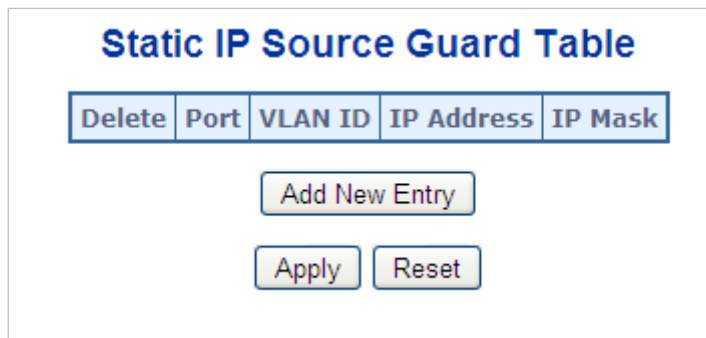 Static IP Source Guard Table
Delete Port VLAN ID IP Address IP Mask
Add New Entry
Apply Reset